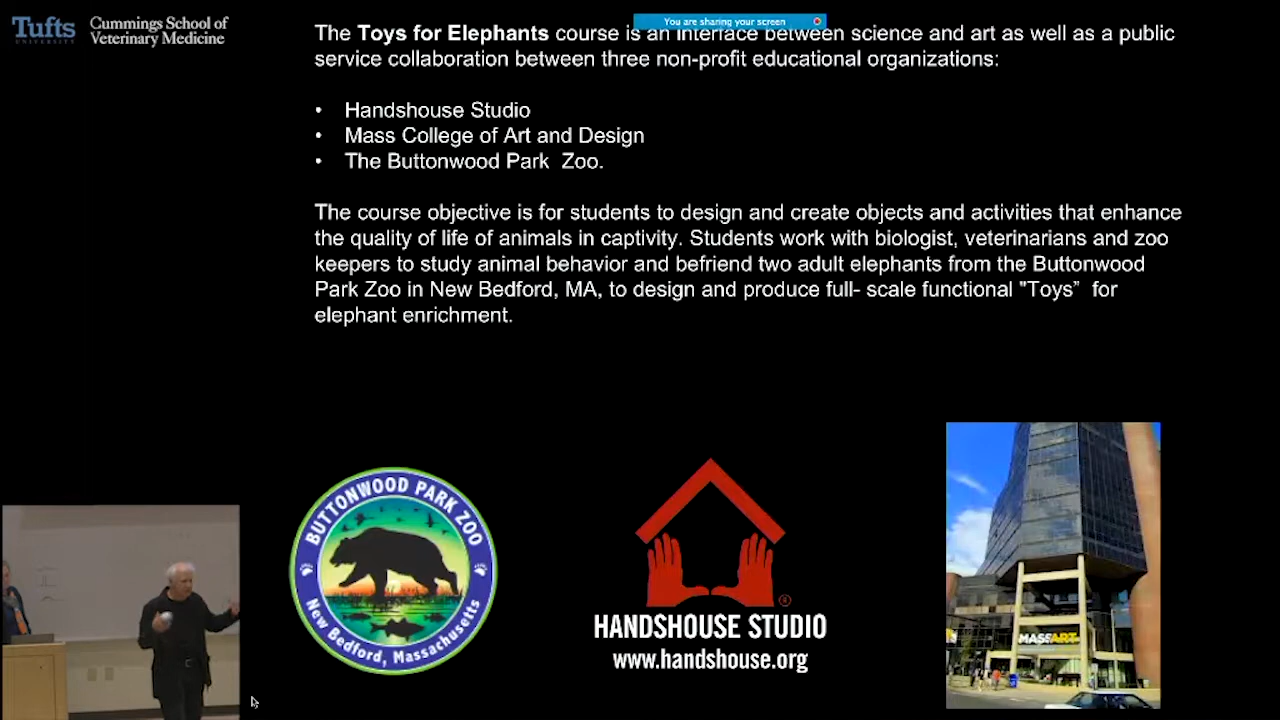 Tufts
UNIVERSITY
Cummings School of
Veterinary Medicine
You are sharing your screen
The Toys for Elephants course is an interface between science and art as well as a public
service collaboration between three non-profit educational organizations:
• Handshouse Studio
• Mass College of Art and Design
• The Buttonwood Park Zoo.
The course objective is for students to design and create objects and activities that enhance
the quality of life of animals in captivity. Students work with biologist, veterinarians and zoo
keepers to study animal behavior and befriend two adult elephants from the Buttonwood
Park Zoo in New Bedford, MA, to design and produce full- scale functional "Toys” for
elephant enrichment.
BUTTONWOOD PARK ZOO
New Bedford, Massachusetts
®
HANDSHOUSE STUDIO
www.handshouse.org
MASSART